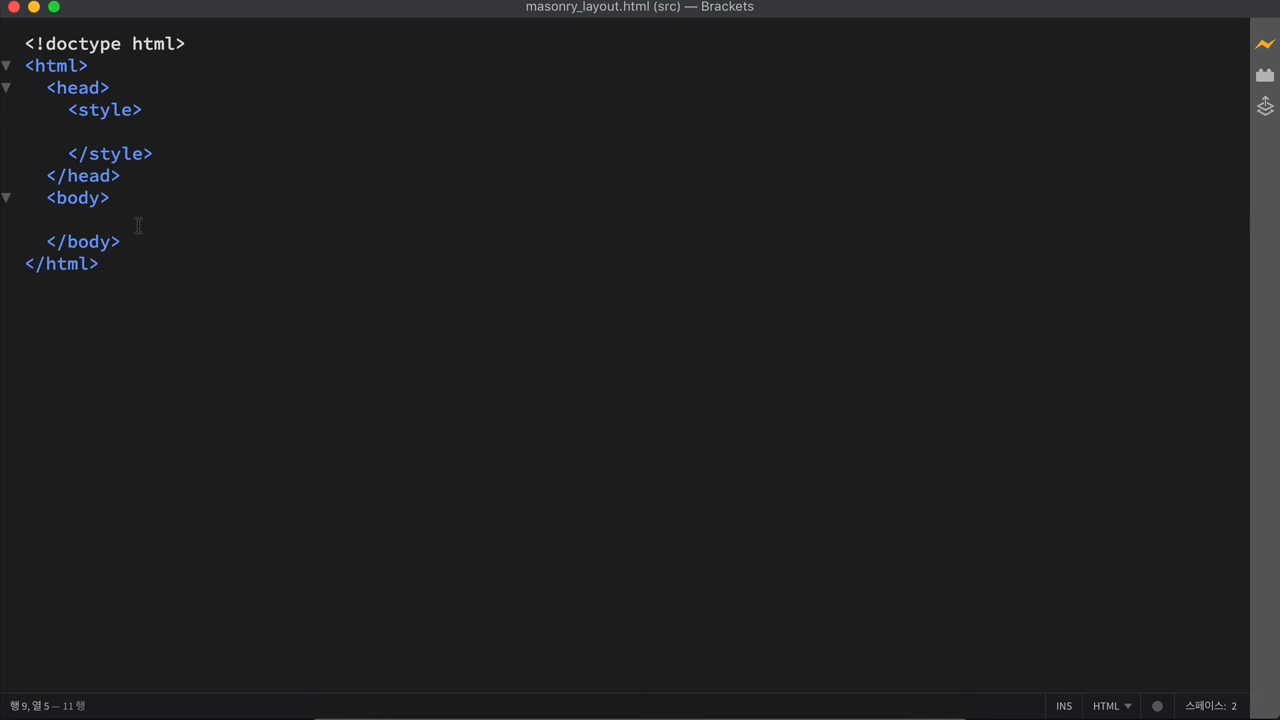 masonry_layout.html (src) — Brackets
<!doctype html>
<html>
<head>
<style>
</style>
</head>
<body>
</body>
</html>
행 9, 열 5 — 11 행
INS
HTML
스페이스: 2